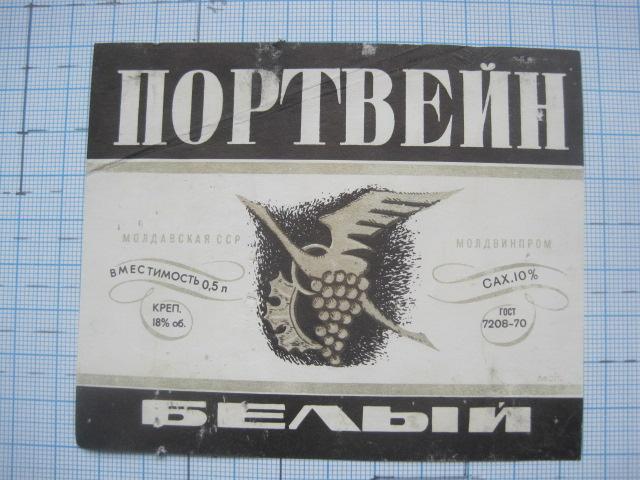 ПОРТВЕЙН
МОЛДАВСКАЯ ССР
МОЛДВИНПРОМ
ВМЕСТИМОСТЬ 0,5 л
САХ. 10%
КРЕП.
18% об.
ГОСТ
7208-70
БЕЛЫЙ